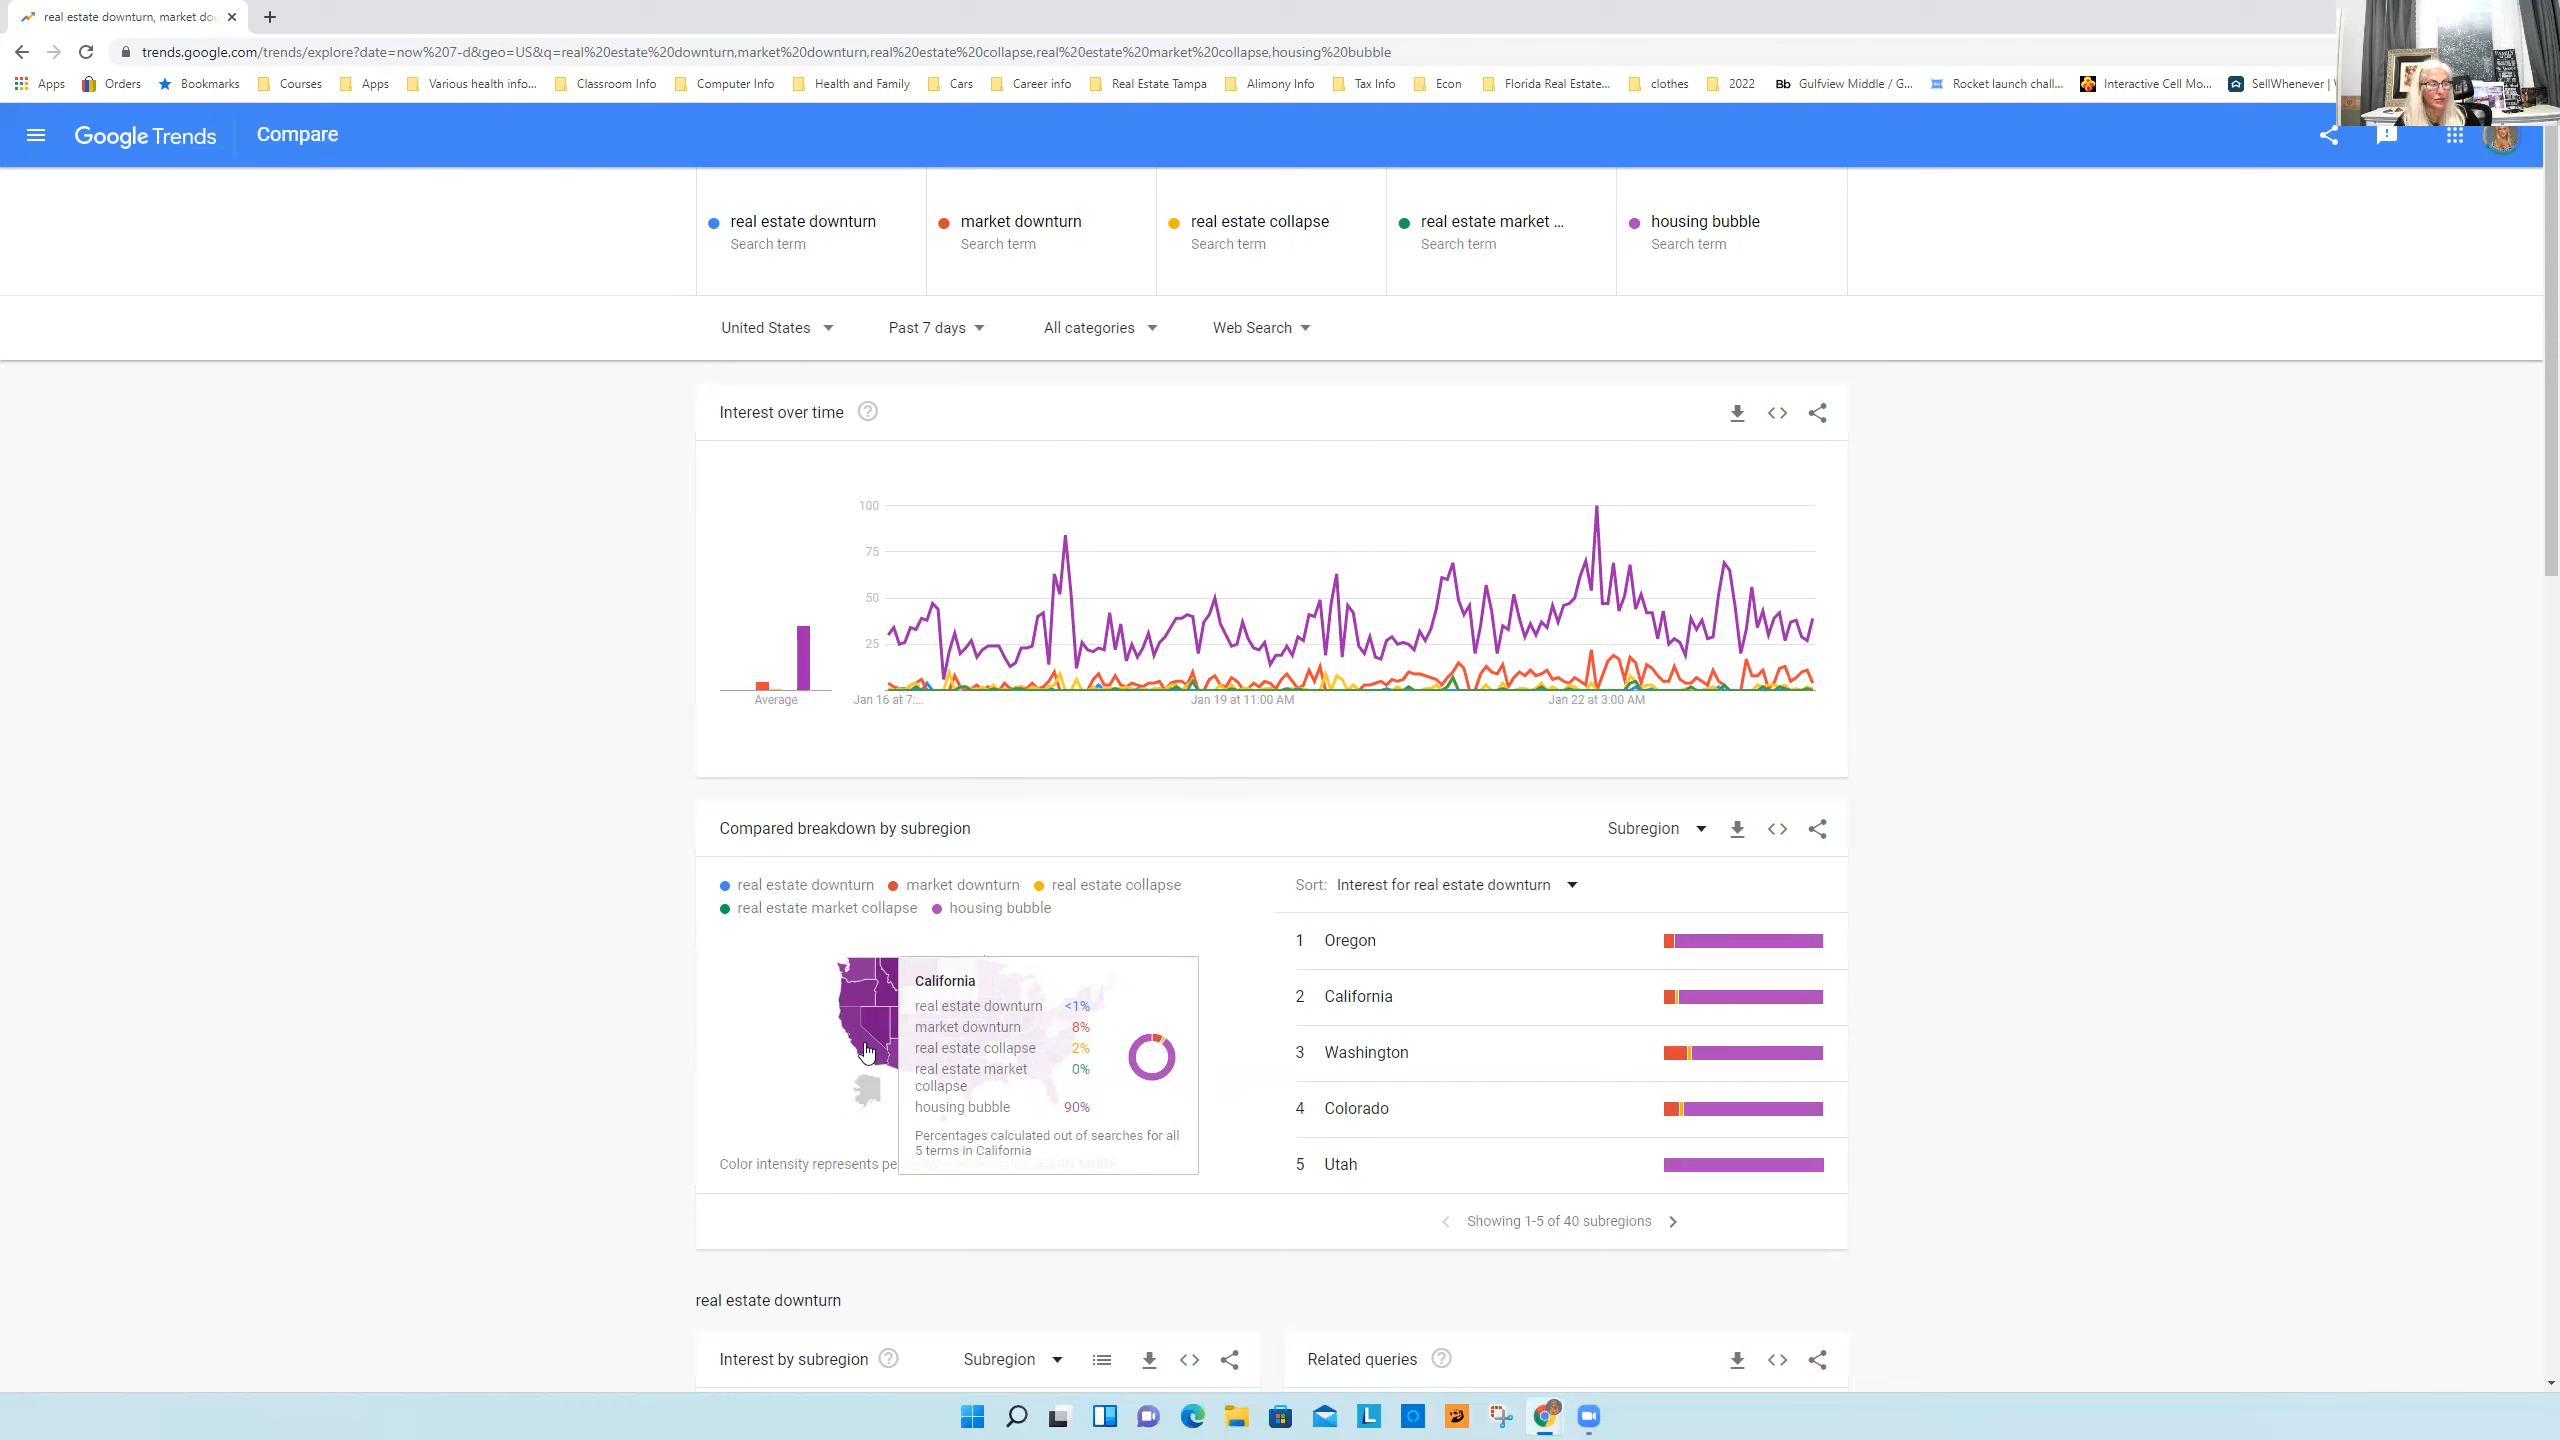 real estate downturn, market do
trends.google.com/trends/explore?date=now%207-d&geo=US&q=real%20estate%20downturn,market%20downturn,real%20estate%20collapse,real%20estate%20market%20collapse,housing%20bubble
Apps Orders Bookmarks Courses Apps Various health info... Classroom Info Computer Info Health and Family Cars Career info Real Estate Tampa Alimony Info Tax Info Econ Florida Real Estate... clothes 2022 Bb Gulfview Middle / G... Rocket launch chall... Interactive Cell Mo... SellWhenever |
Google Trends Compare
real estate downturn market downturn real estate collapse real estate market ... housing bubble
Search term Search term Search term Search term Search term
United States Past 7 days All categories Web Search
Interest over time
100
75
50
25
Average Jan 16 at 7:... Jan 19 at 11:00 AM Jan 22 at 3:00 AM
Compared breakdown by subregion Subregion
real estate downturn market downturn real estate collapse
real estate market collapse housing bubble
Sort: Interest for real estate downturn
California
real estate downturn <1%
market downturn 8%
real estate collapse 2%
real estate market collapse 0%
housing bubble 90%
Percentages calculated out of searches for all
5 terms in California
Color intensity represents pe
LEARN MORE
1 Oregon
2 California
3 Washington
4 Colorado
5 Utah
Showing 1-5 of 40 subregions
real estate downturn
Interest by subregion Subregion
Related queries